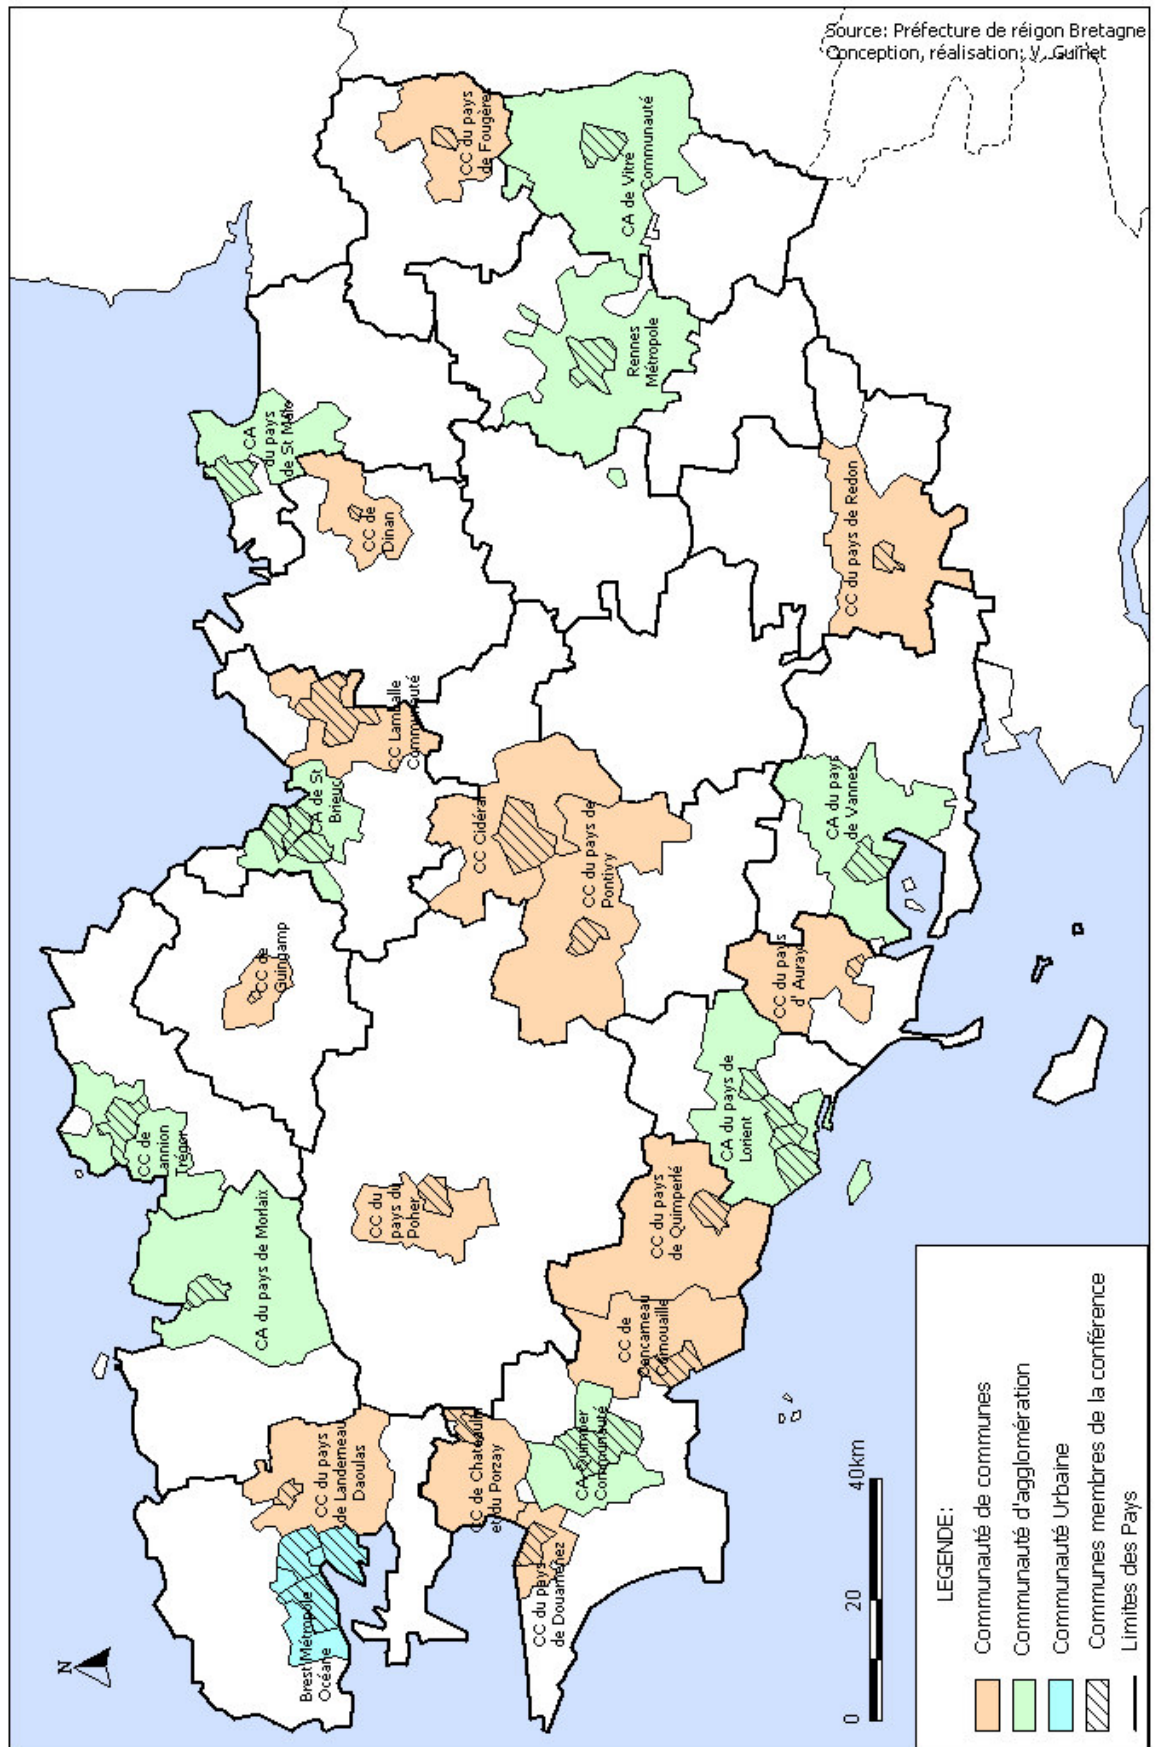 Source: Préfecture de réigon Bretagne
Conception, réalisation: V. Guinet
N
CC de
Lannion
Trégor
CA du pays de Morlaix
CC de
Guingamp
CA
du pays
de St Malo
CC de
Dinan
CC du pays
de Fougères
CA de Vitré
Communauté
Rennes
Métropole
CC Lamballe
Communauté
CA de St
Brieuc
CC Cidéral
CC du pays de
Pontivy
CC du
pays du
Poher
CC du pays
de Landerneau
Daoulas
Brest Métropole
Océane
CC de Chateaulin
et du Porzay
CC du pays
de Douarnenez
CA Quimper
Communauté
CC de
Concarneau
Cornouaille
CC du pays
de Quimperlé
CA du pays de
Lorient
CC du pays
d' Auray
CA du pays
de Vannes
CC du pays de Redon
0
20
40km
LEGENDE:
Communauté de communes
Communauté d'agglomération
Communauté Urbaine
Communes membres de la conférence
Limites des Pays